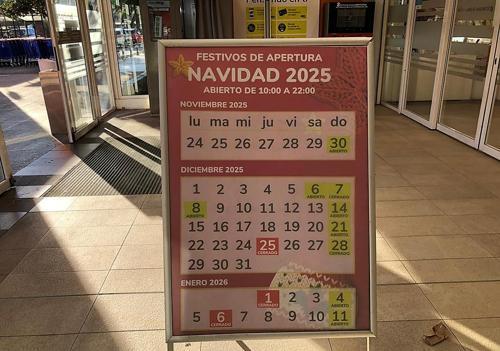 FESTIVOS DE APERTURA
NAVIDAD 2025
ABIERTO DE 10:00 A 22:00
NOVIEMBRE 2025
lu ma mi ju vi sa do
24 25 26 27 28 29 30
ABIERTO
DICIEMBRE 2025
1 2 3 4 5 6 7
ABIERTO CERRADO
8 9 10 11 12 13 14
ABIERTO ABIERTO
15 16 17 18 19 20 21
ABIERTO
22 23 24 25 26 27 28
CERRADO CERRADO
29 30 31
ENERO 2026
1 2 3 4
CERRADO ABIERTO
5 6 7 8 9 10 11
CERRADO ABIERTO